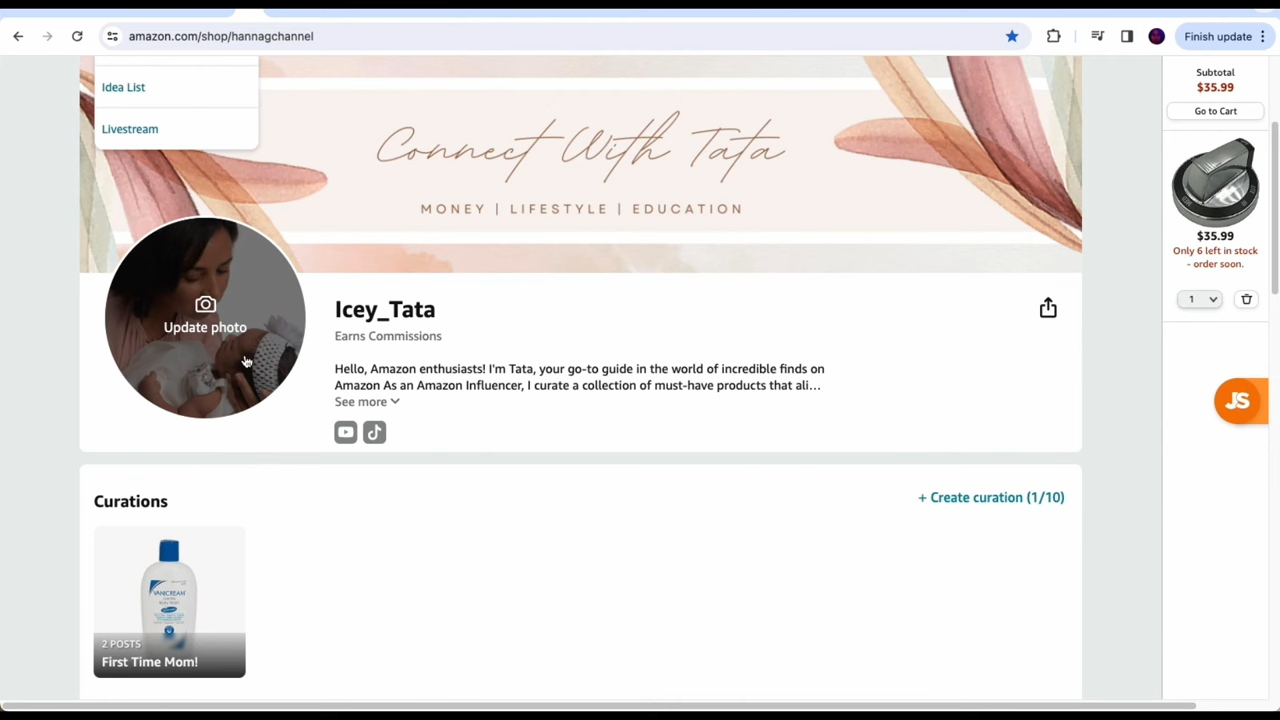 amazon.com/shop/hannagchannel
Finish update
Idea List
Livestream
Connect With Tata
MONEY | LIFESTYLE | EDUCATION
Update photo
Icey_Tata
Earns Commissions
Hello, Amazon enthusiasts! I'm Tata, your go-to guide in the world of incredible finds on
Amazon As an Amazon Influencer, I curate a collection of must-have products that ali...
See more
Curations
+ Create curation (1/10)
VANICREAM
2 POSTS
First Time Mom!
Subtotal
$35.99
Go to Cart
$35.99
Only 6 left in stock
- order soon.
1
JS